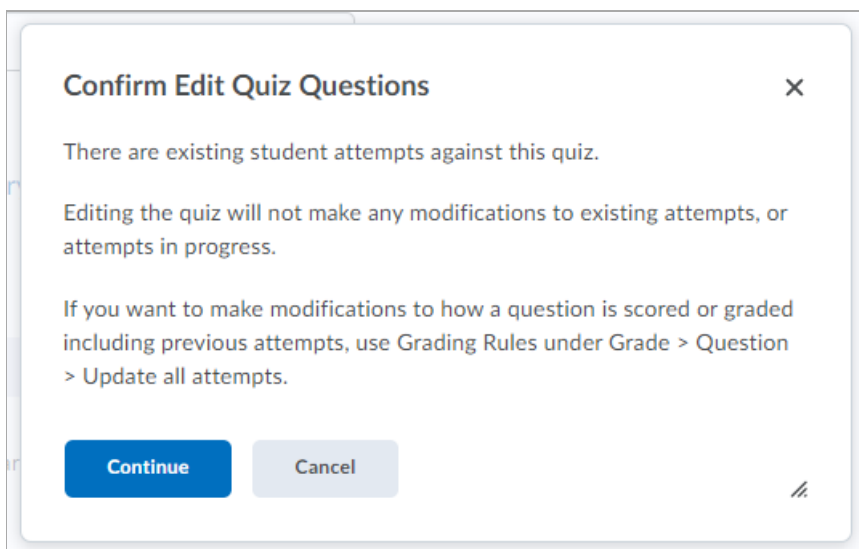 Confirm Edit Quiz Questions
There are existing student attempts against this quiz.
Editing the quiz will not make any modifications to existing attempts, or
attempts in progress.
If you want to make modifications to how a question is scored or graded
including previous attempts, use Grading Rules under Grade > Question
> Update all attempts.
Continue
Cancel